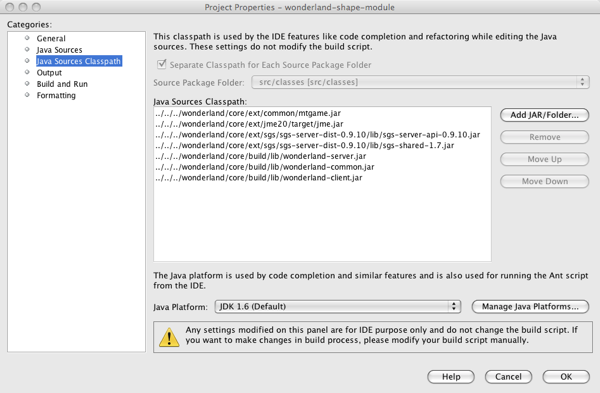 Project Properties – wonderland-shape-module
Categories:
General
Java Sources
Java Sources Classpath
Output
Build and Run
Formatting
This classpath is used by the IDE features like code completion and refactoring while editing the Java
sources. These settings do not modify the build script.
Separate Classpath for Each Source Package Folder
Source Package Folder: src/classes [src/classes]
Java Sources Classpath:
../../../wonderland/core/ext/common/mtgame.jar
../../../wonderland/core/ext/jme20/target/jme.jar
../../../wonderland/core/ext/sgs/sgs-server-dist-0.9.10/lib/sgs-server-api-0.9.10.jar
../../../wonderland/core/ext/sgs/sgs-server-dist-0.9.10/lib/sgs-shared-1.7.jar
../../../wonderland/core/build/lib/wonderland-server.jar
../../../wonderland/core/build/lib/wonderland-common.jar
../../../wonderland/core/build/lib/wonderland-client.jar
Add JAR/Folder...
Remove
Move Up
Move Down
The Java platform is used by code completion and similar features and is also used for running the Ant script
from the IDE.
Java Platform: JDK 1.6 (Default) Manage Java Platforms...
Any settings modified on this panel are for IDE purpose only and do not change the build script. If
you want to make changes in build process, please modify your build script manually.
Help Cancel OK